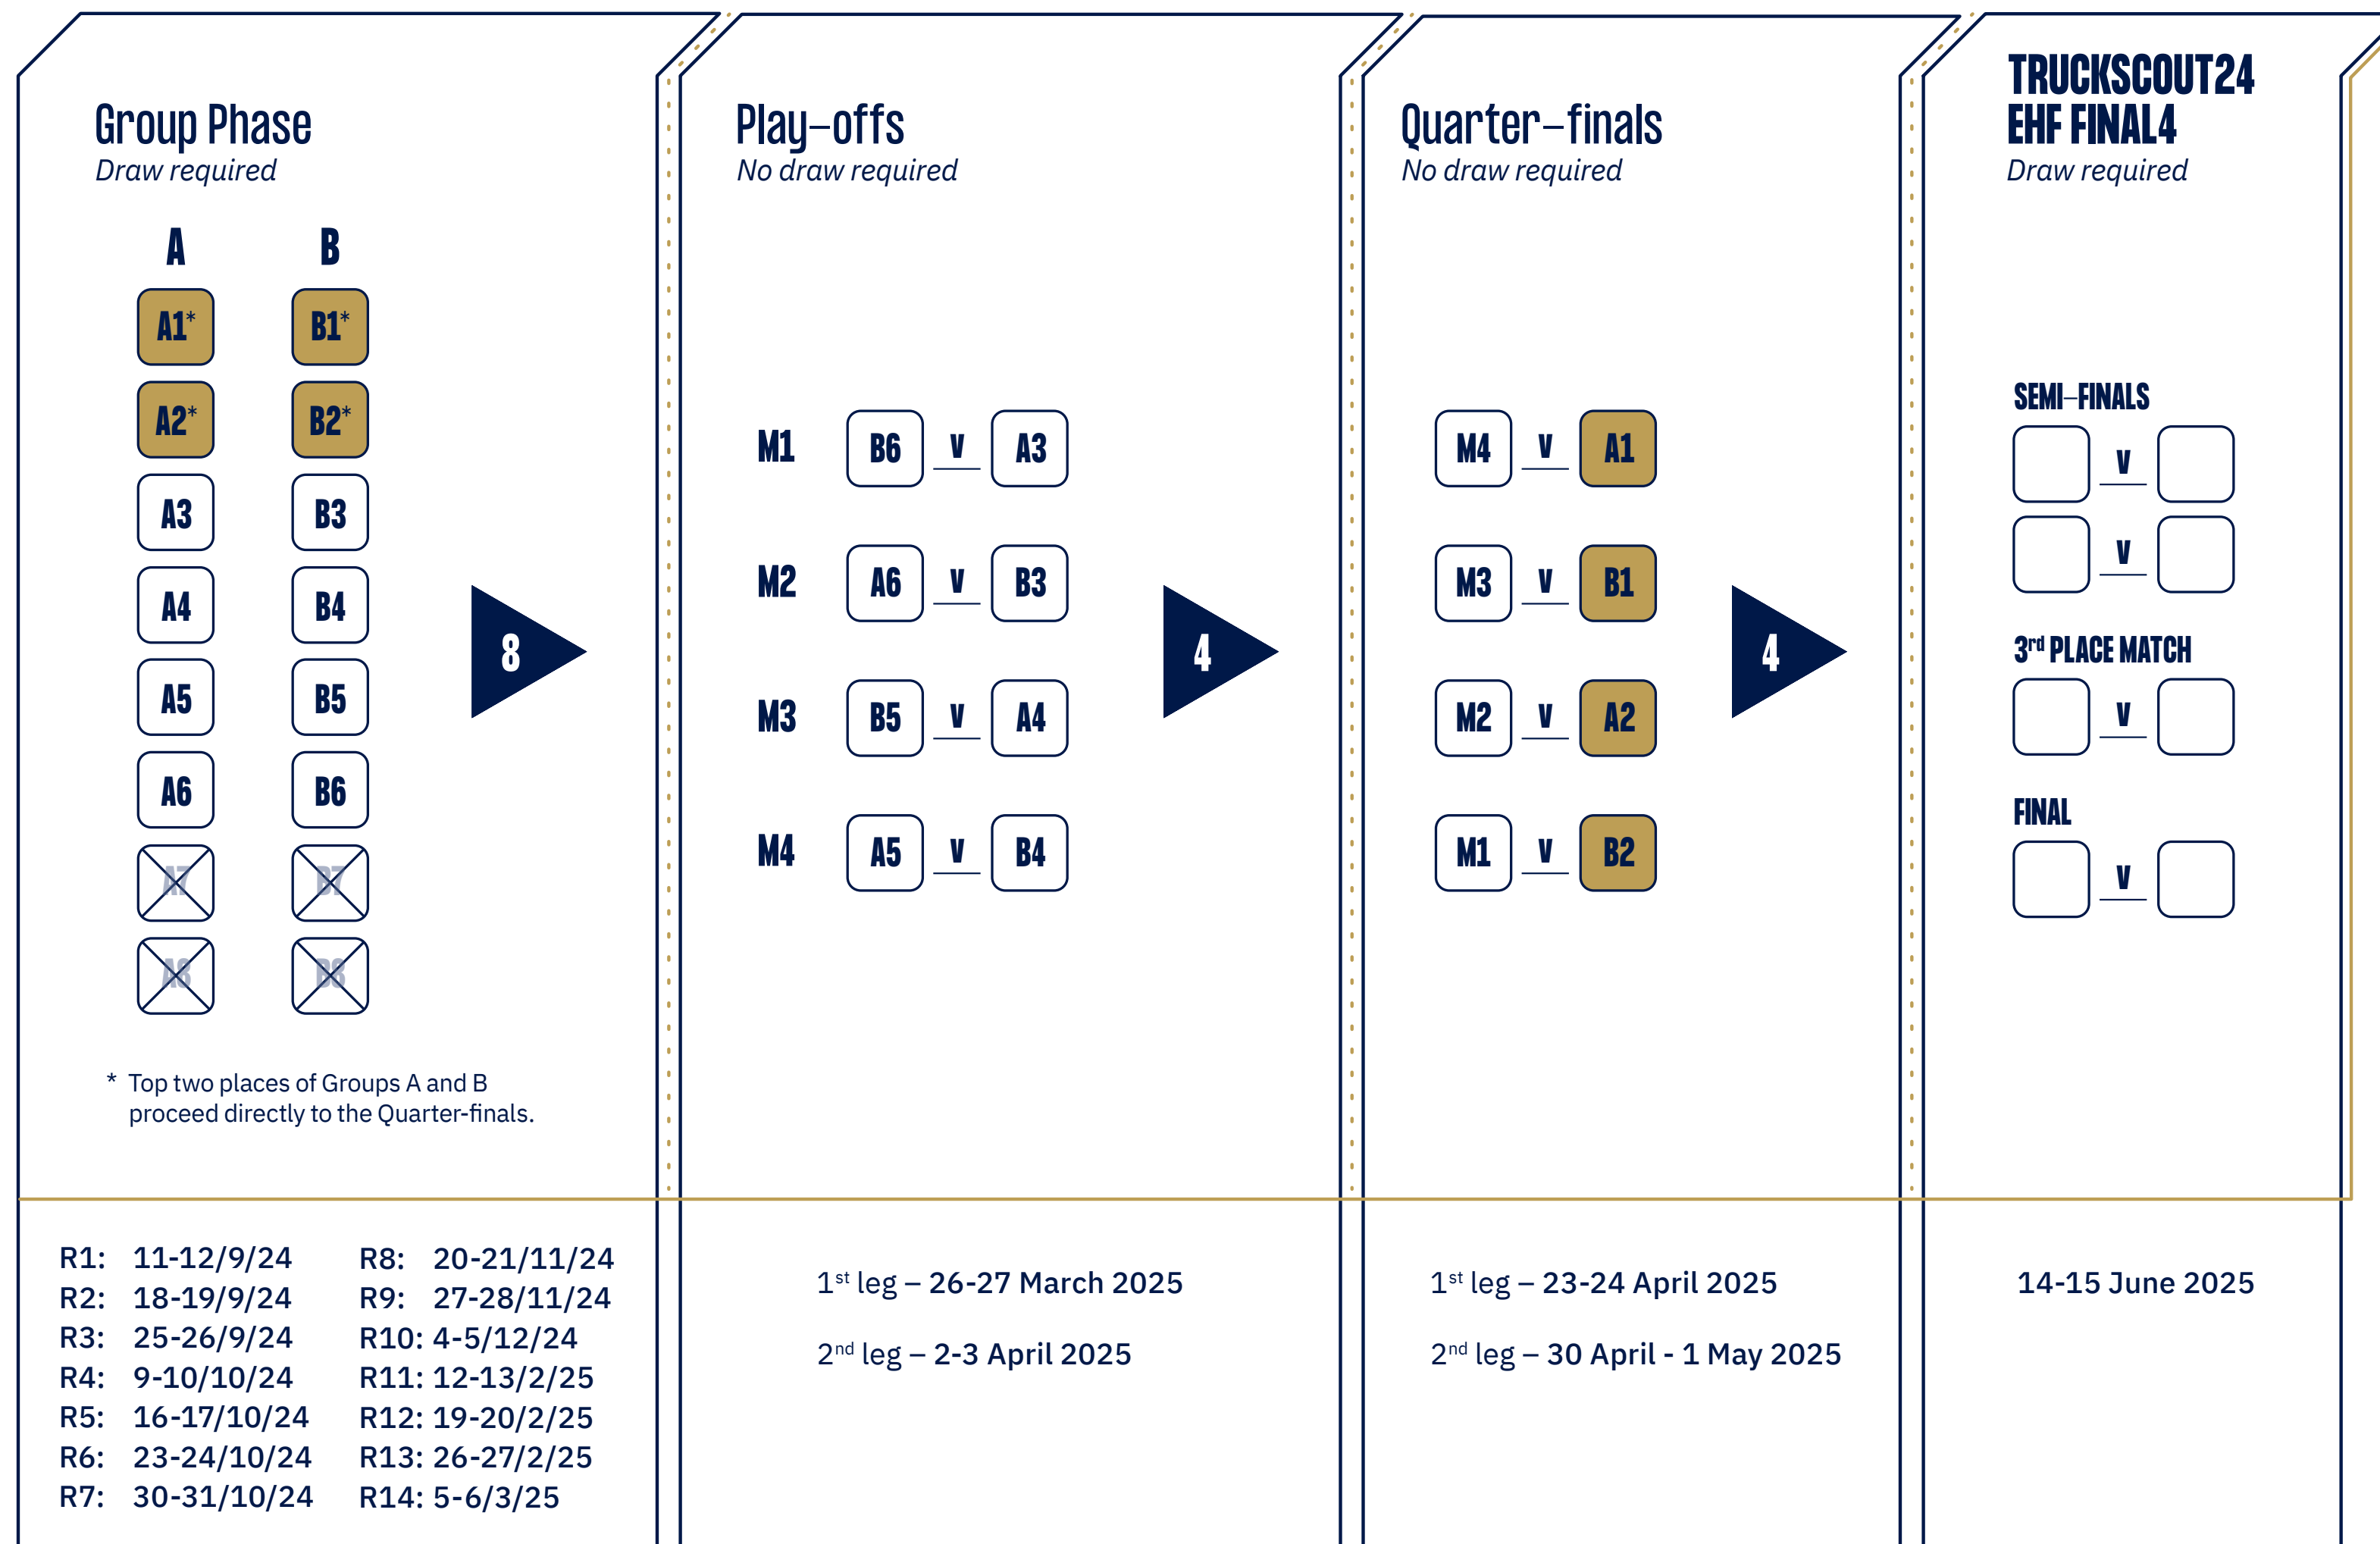 Group Phase
Draw required
A B
A1* B1*
A2* B2*
A3 B3
A4 B4
A5 B5
A6 B6
A7 B7
A8 B8
8
* Top two places of Groups A and B
proceed directly to the Quarter-finals.
R1: 11-12/9/24
R2: 18-19/9/24
R3: 25-26/9/24
R4: 9-10/10/24
R5: 16-17/10/24
R6: 23-24/10/24
R7: 30-31/10/24
R8: 20-21/11/24
R9: 27-28/11/24
R10: 4-5/12/24
R11: 12-13/2/25
R12: 19-20/2/25
R13: 26-27/2/25
R14: 5-6/3/25
Play-offs
No draw required
M1 B6 V A3
M2 A6 V B3
M3 B5 V A4
M4 A5 V B4
4
1st leg – 26-27 March 2025
2nd leg – 2-3 April 2025
Quarter-finals
No draw required
M4 V A1
M3 V B1
M2 V A2
M1 V B2
4
1st leg – 23-24 April 2025
2nd leg – 30 April - 1 May 2025
TRUCKSCOUT24
EHF FINAL4
Draw required
SEMI-FINALS
V
V
3rd PLACE MATCH
V
FINAL
V
14-15 June 2025